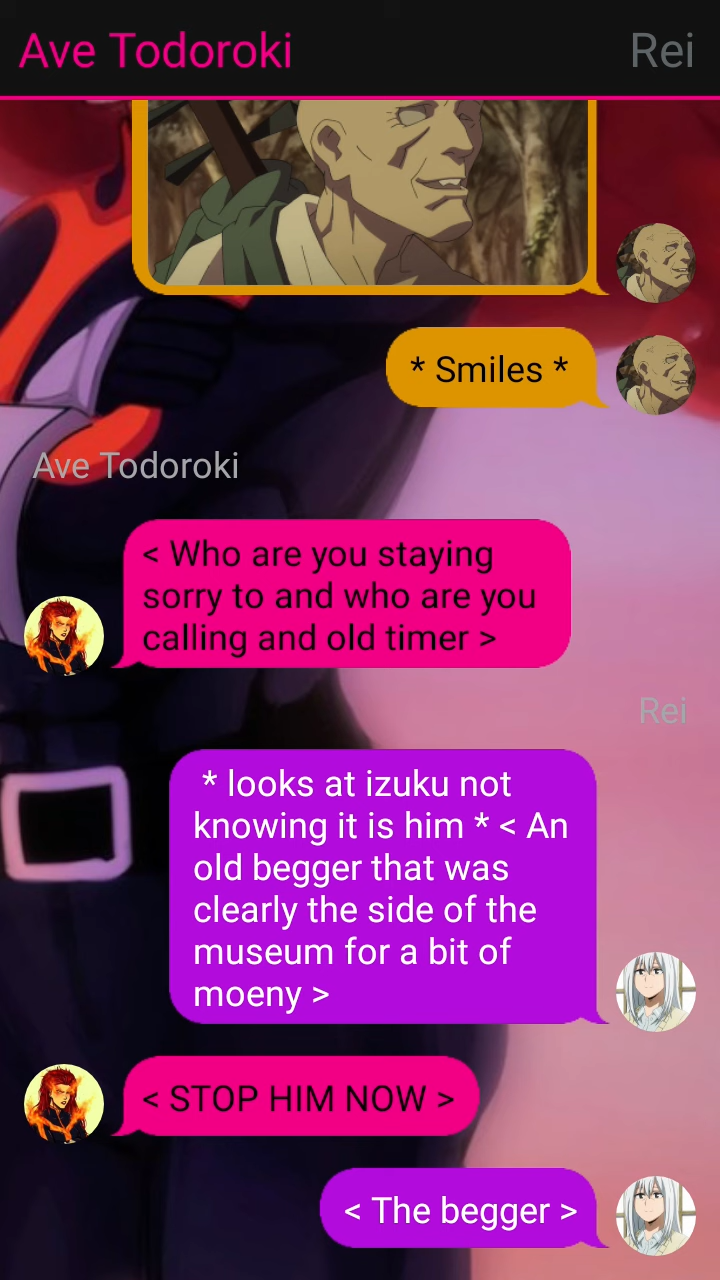 Ave Todoroki
Rei
* Smiles *
Ave Todoroki
< Who are you staying
sorry to and who are you
calling and old timer >
Rei
* looks at izuku not
knowing it is him * < An
old begger that was
clearly the side of the
museum for a bit of
moeny >
< STOP HIM NOW >
< The begger >